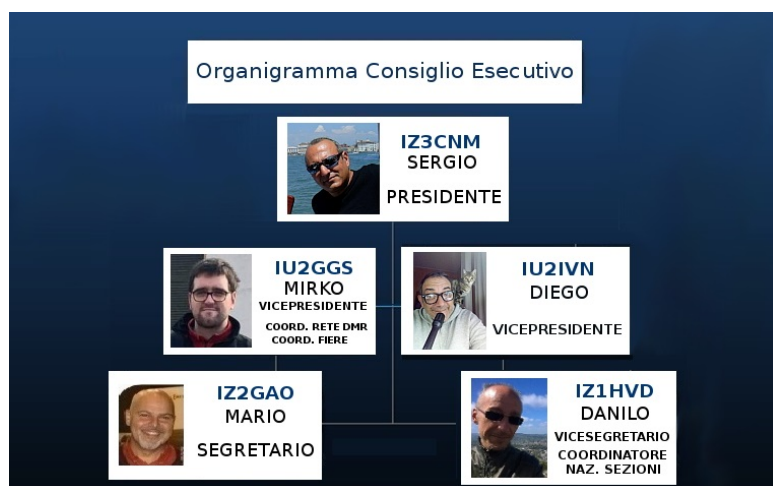 Organigramma Consiglio Esecutivo
IZ3CNM
SERGIO
PRESIDENTE
IU2GGS
MIRKO
VICEPRESIDENTE
COORD. RETE DMR
COORD. FIERE
IU2IVN
DIEGO
VICEPRESIDENTE
IZ2GAO
MARIO
SEGRETARIO
IZ1HVD
DANILO
VICESEGRETARIO
COORDINATORE
NAZ. SEZIONI